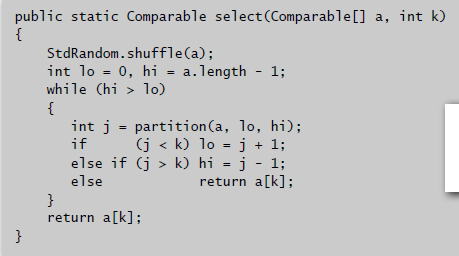 public static Comparable select(Comparable[] a, int k)
{
StdRandom.shuffle(a);
int lo = 0, hi = a.length - 1;
while (hi > lo)
{
int j = partition(a, lo, hi);
if (j < k) lo = j + 1;
else if (j > k) hi = j - 1;
else return a[k];
}
return a[k];
}